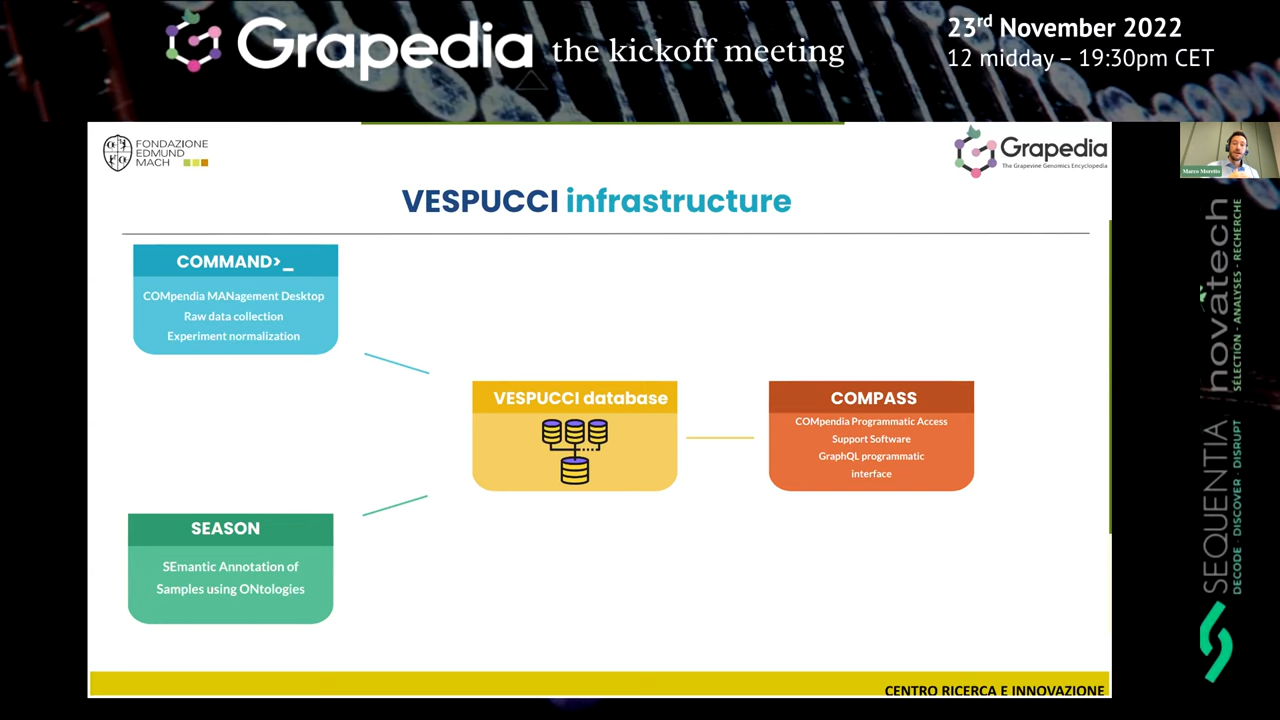 Grapedia the kickoff meeting
23rd November 2022
12 midday – 19:30pm CET
FONDAZIONE
EDMUND
MACH
Grapedia
The Grapevine Genomics Encyclopedia
Marco Moretto
VESPUCCI infrastructure
COMMAND>_
COMpendia MANagement Desktop
Raw data collection
Experiment normalization
VESPUCCI database
COMPASS
COMpendia Programmatic Access
Support Software
GraphQL programmatic
interface
SEASON
SEmantic Annotation of
Samples using ONtologies
CENTRO RICERCA E INNOVAZIONE
novatech
SÉLECTION - ANALYSES - RECHERCHE
SEQUENTIA
DECODE · DISCOVER · DISRUPT